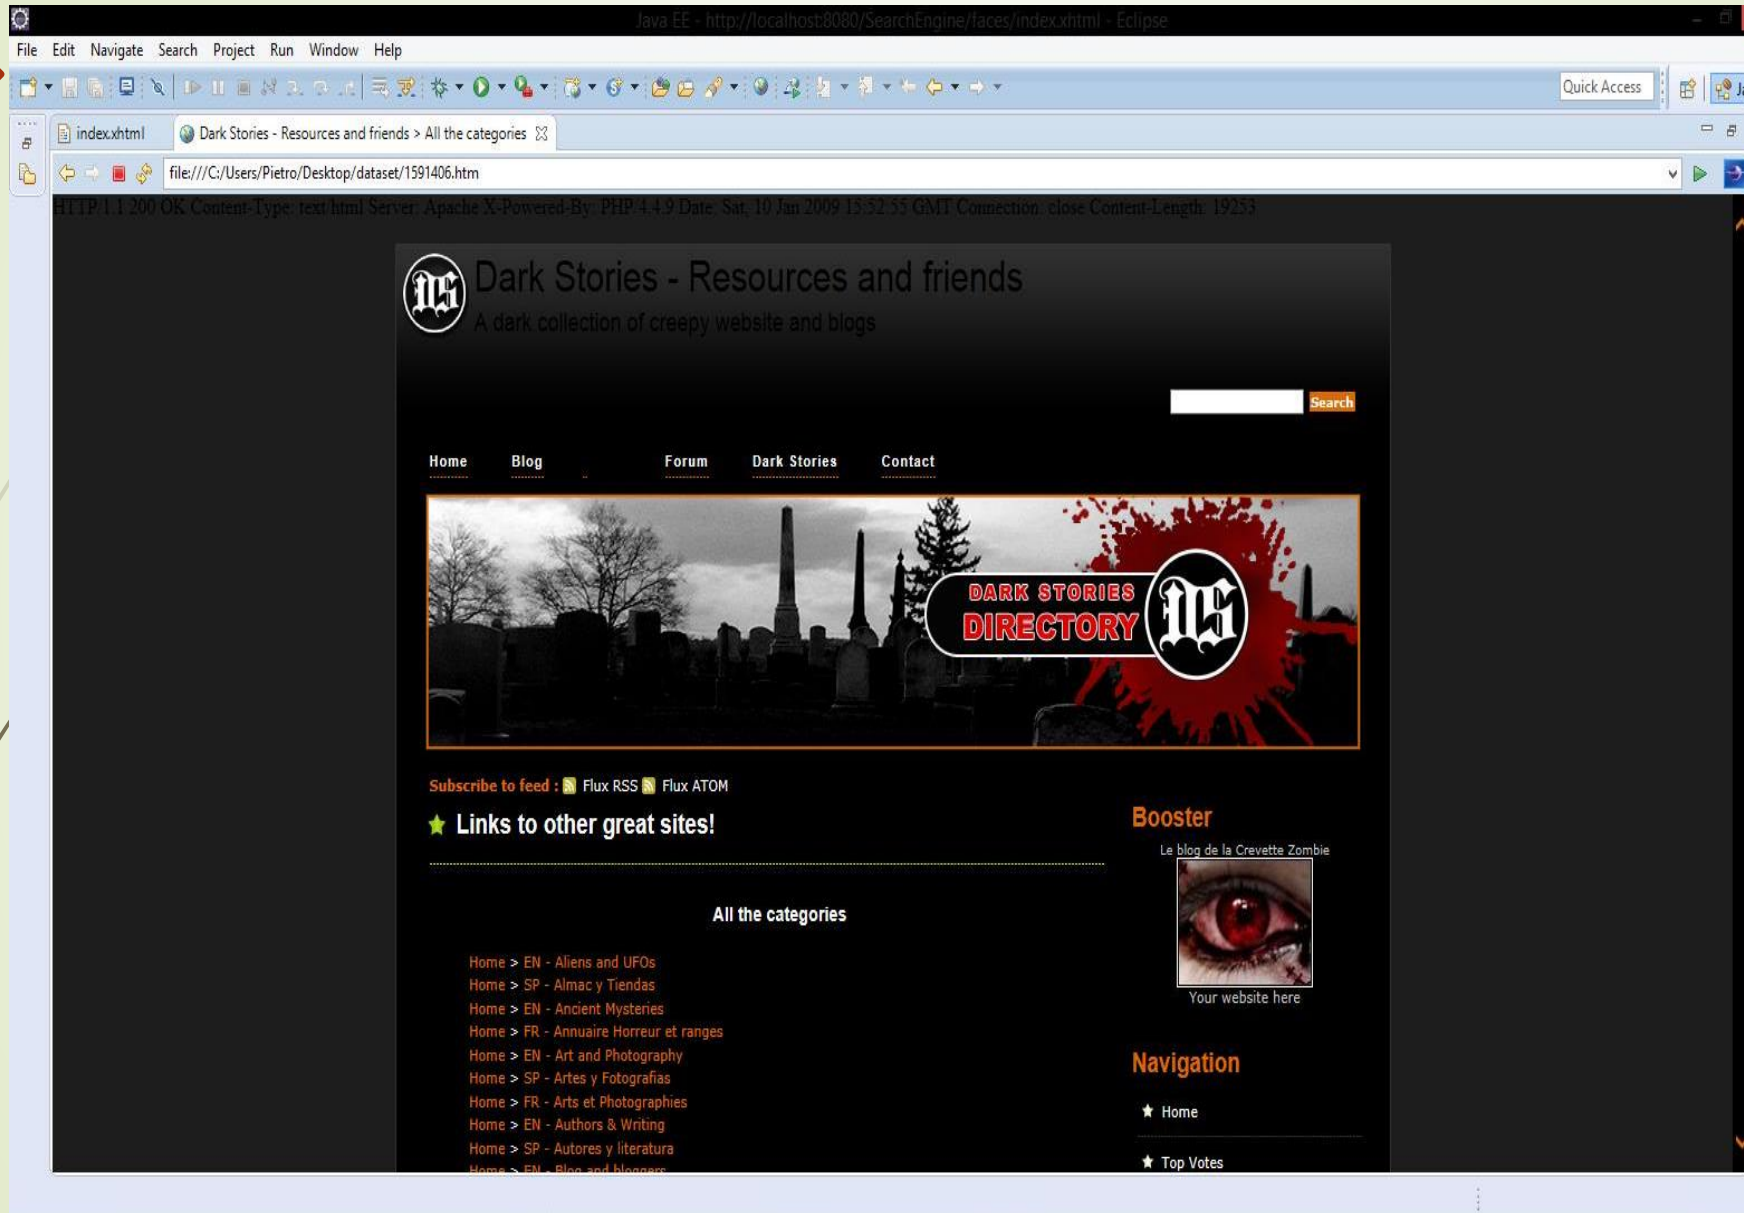 Java EE - http://localhost:8080/SearchEngine/faces/index.xhtml - Eclipse
File Edit Navigate Search Project Run Window Help
Quick Access
index.xhtml Dark Stories - Resources and friends > All the categories
file:///C:/Users/Pietro/Desktop/dataset/1591406.htm
HTTP/1.1 200 OK Content-Type: text/html Server: Apache X-Powered-By: PHP/4.4.9 Date: Sat, 10 Jan 2009 15:52:55 GMT Connection: close Content-Length: 19253
DS Dark Stories - Resources and friends
A dark collection of creepy website and blogs
Search
Home Blog Forum Dark Stories Contact
DARK STORIES
DIRECTORY
DS
Subscribe to feed : Flux RSS Flux ATOM
Links to other great sites!
Booster
Le blog de la Crevette Zombie
Your website here
All the categories
Home > EN - Aliens and UFOs
Home > SP - Almac y Tiendas
Home > EN - Ancient Mysteries
Home > FR - Annuaire Horreur et ranges
Home > EN - Art and Photography
Home > SP - Artes y Fotografias
Home > FR - Arts et Photographies
Home > EN - Authors & Writing
Home > SP - Autores y literatura
Home > EN - Blog and bloggers
Navigation
Home
Top Votes